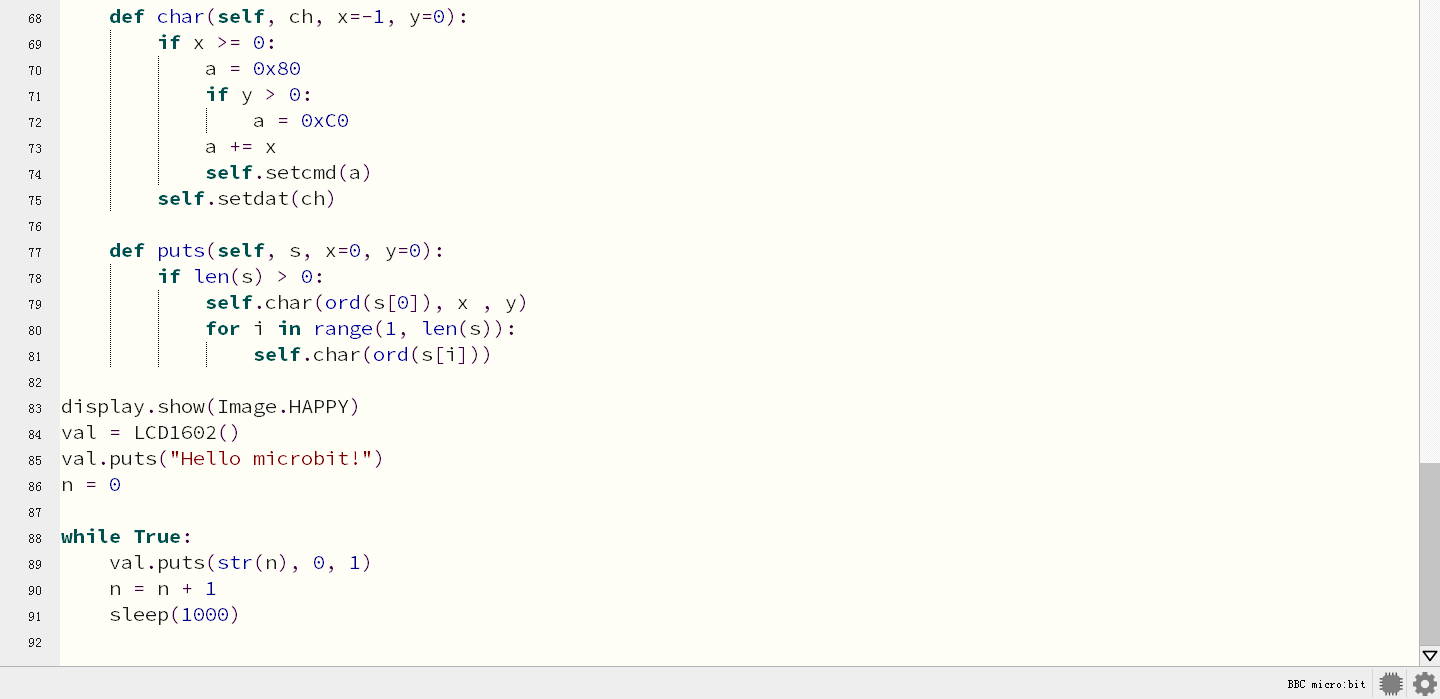 68     def char(self, ch, x=-1, y=0):
69         if x >= 0:
70             a = 0x80
71             if y > 0:
72                 a = 0xC0
73             a += x
74             self.setcmd(a)
75         self.setdat(ch)
76
77     def puts(self, s, x=0, y=0):
78         if len(s) > 0:
79             self.char(ord(s[0]), x , y)
80             for i in range(1, len(s)):
81                 self.char(ord(s[i]))
82
83 display.show(Image.HAPPY)
84 val = LCD1602()
85 val.puts("Hello microbit!")
86 n = 0
87
88 while True:
89     val.puts(str(n), 0, 1)
90     n = n + 1
91     sleep(1000)
92
BBC micro:bit